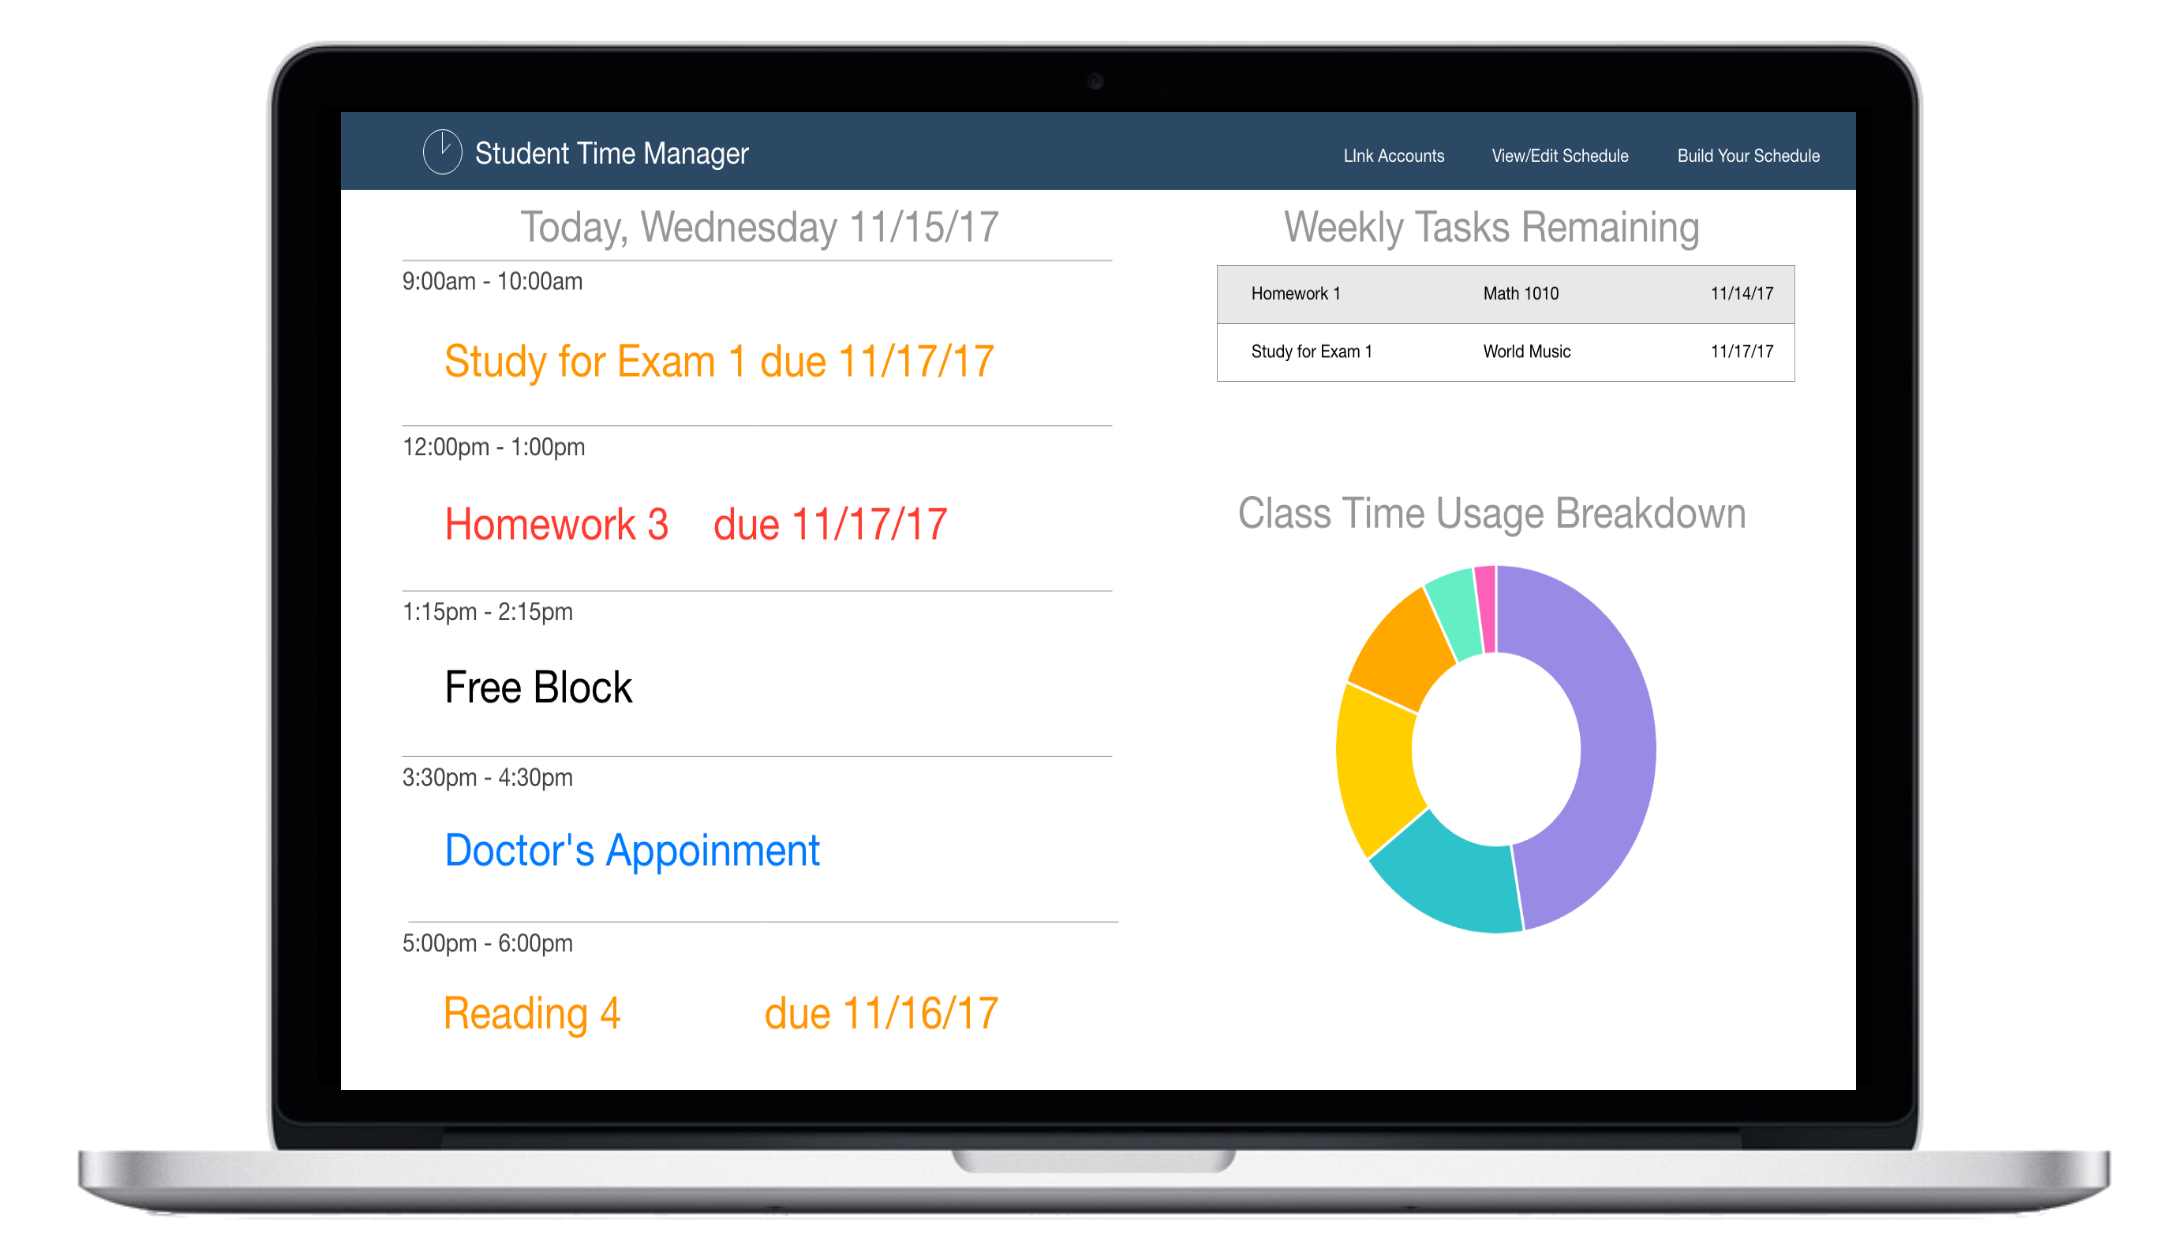 Student Time Manager
LInk Accounts
View/Edit Schedule
Build Your Schedule
Today, Wednesday 11/15/17
9:00am - 10:00am
Study for Exam 1 due 11/17/17
12:00pm - 1:00pm
Homework 3 due 11/17/17
1:15pm - 2:15pm
Free Block
3:30pm - 4:30pm
Doctor's Appoinment
5:00pm - 6:00pm
Reading 4 due 11/16/17
Weekly Tasks Remaining
Homework 1 Math 1010 11/14/17
Study for Exam 1 World Music 11/17/17
Class Time Usage Breakdown